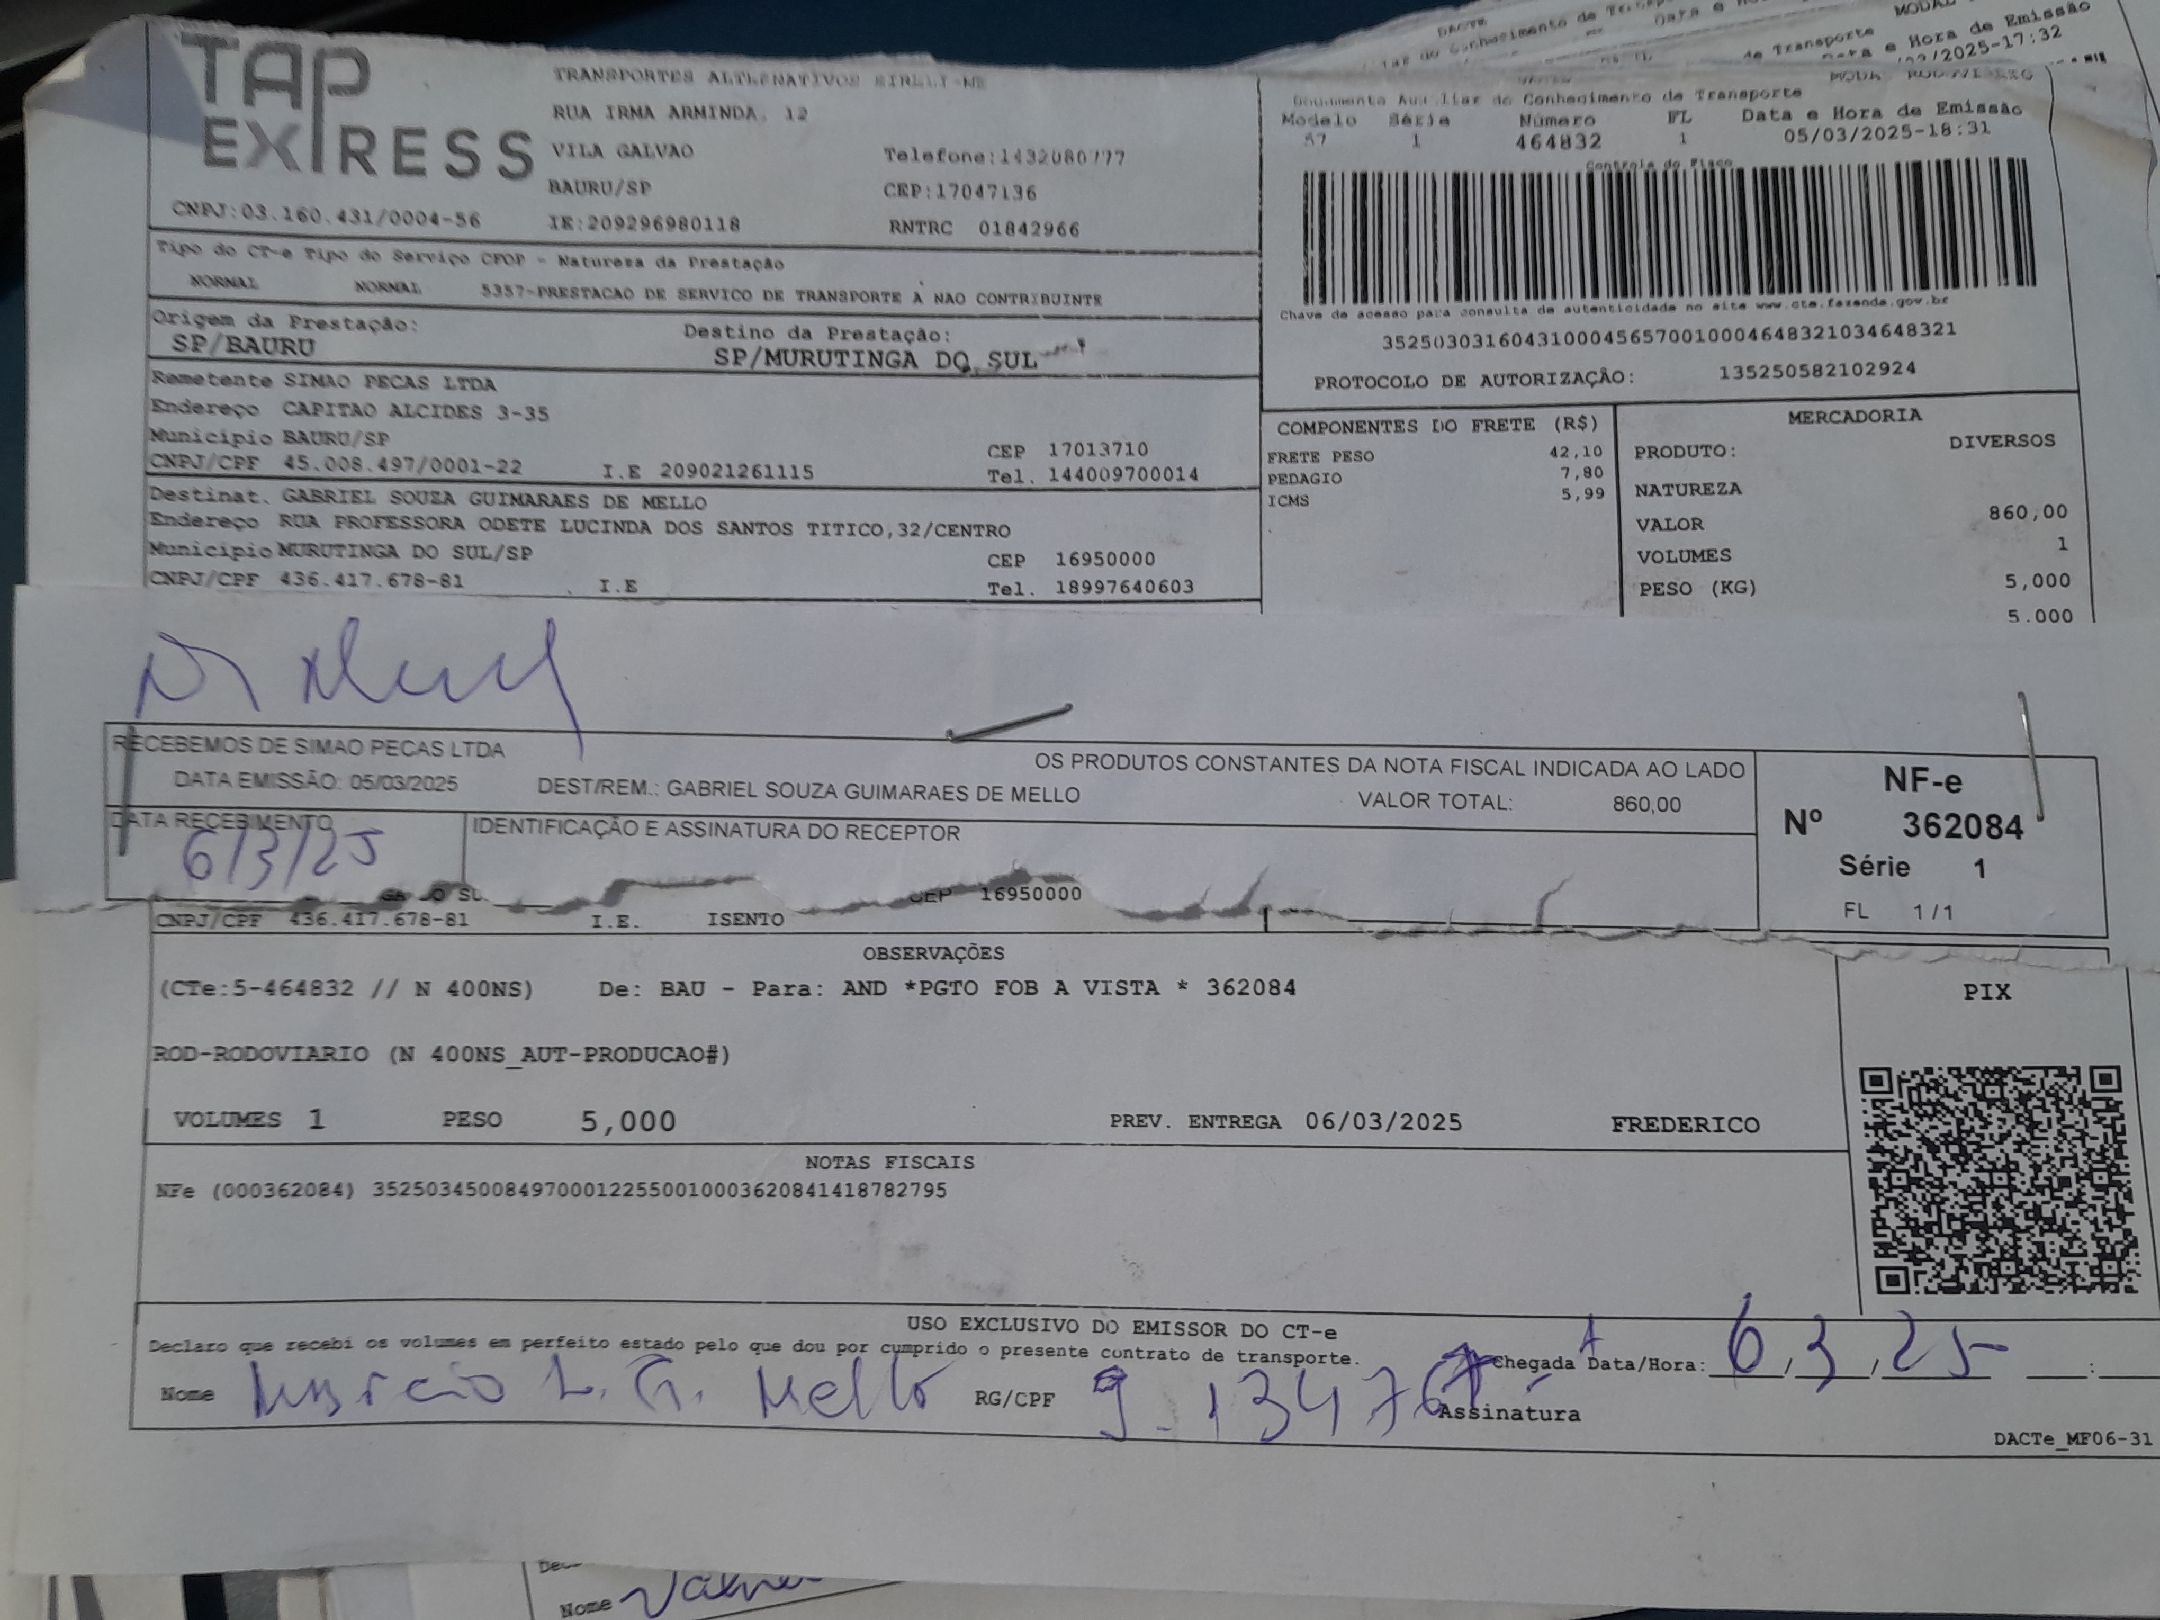 TAP
EXPRESS
TRANSPORTES ALTERNATIVOS EIRELI-ME
RUA IRMA ARMINDA, 12
VILA GALVAO
Telefone:1432080777
BAURU/SP
CEP:17047136
CNPJ:03.160.431/0004-56
IE:209296980118
RNTRC 01842966
Documento Auxiliar do Conhecimento de Transporte
Modelo Série Número FL Data e Hora de Emissão
57 1 464832 1 05/03/2025-18:31
Controle do Fisco
Chave de acesso para consulta de autenticidade no site www.cte.fazenda.gov.br
35250303160431000456570010004648321034648321
PROTOCOLO DE AUTORIZAÇÃO: 135250582102924
Tipo do CT-e Tipo do Serviço CFOP - Natureza da Prestação
NORMAL NORMAL 5357-PRESTACAO DE SERVICO DE TRANSPORTE A NAO CONTRIBUINTE
Origem da Prestação: Destino da Prestação:
SP/BAURU SP/MURUTINGA DO SUL
Remetente SIMAO PECAS LTDA
Endereço CAPITAO ALCIDES 3-35
Município BAURU/SP CEP 17013710
CNPJ/CPF 45.008.497/0001-22 I.E 209021261115 Tel. 144009700014
Destinat. GABRIEL SOUZA GUIMARAES DE MELLO
Endereço RUA PROFESSORA ODETE LUCINDA DOS SANTOS TITICO,32/CENTRO
Município MURUTINGA DO SUL/SP CEP 16950000
CNPJ/CPF 436.417.678-81 I.E Tel. 18997640603
COMPONENTES DO FRETE (R$)
FRETE PESO 42,10
PEDAGIO 7,80
ICMS 5,99
MERCADORIA
PRODUTO: DIVERSOS
NATUREZA
VALOR 860,00
VOLUMES 1
PESO (KG) 5,000
5.000
RECEBEMOS DE SIMAO PECAS LTDA OS PRODUTOS CONSTANTES DA NOTA FISCAL INDICADA AO LADO
DATA EMISSÃO: 05/03/2025 DEST/REM.: GABRIEL SOUZA GUIMARAES DE MELLO VALOR TOTAL: 860,00
DATA RECEBIMENTO IDENTIFICAÇÃO E ASSINATURA DO RECEPTOR
6/3/25
NF-e
Nº 362084
Série 1
FL 1/1
CEP 16950000
CNPJ/CPF 436.417.678-81 I.E. ISENTO
OBSERVAÇÕES
(CTe:5-464832 // N 400NS) De: BAU - Para: AND *PGTO FOB A VISTA * 362084
ROD-RODOVIARIO (N 400NS_AUT-PRODUCAO#)
VOLUMES 1 PESO 5,000 PREV. ENTREGA 06/03/2025 FREDERICO
PIX
NOTAS FISCAIS
NFe (000362084) 35250345008497000122550010003620841418782795
USO EXCLUSIVO DO EMISSOR DO CT-e
Declaro que recebi os volumes em perfeito estado pelo que dou por cumprido o presente contrato de transporte.
Chegada Data/Hora: 6, 3, 25 :
Nome L. G. Mello RG/CPF Assinatura
DACTe_MF06-31
Nome